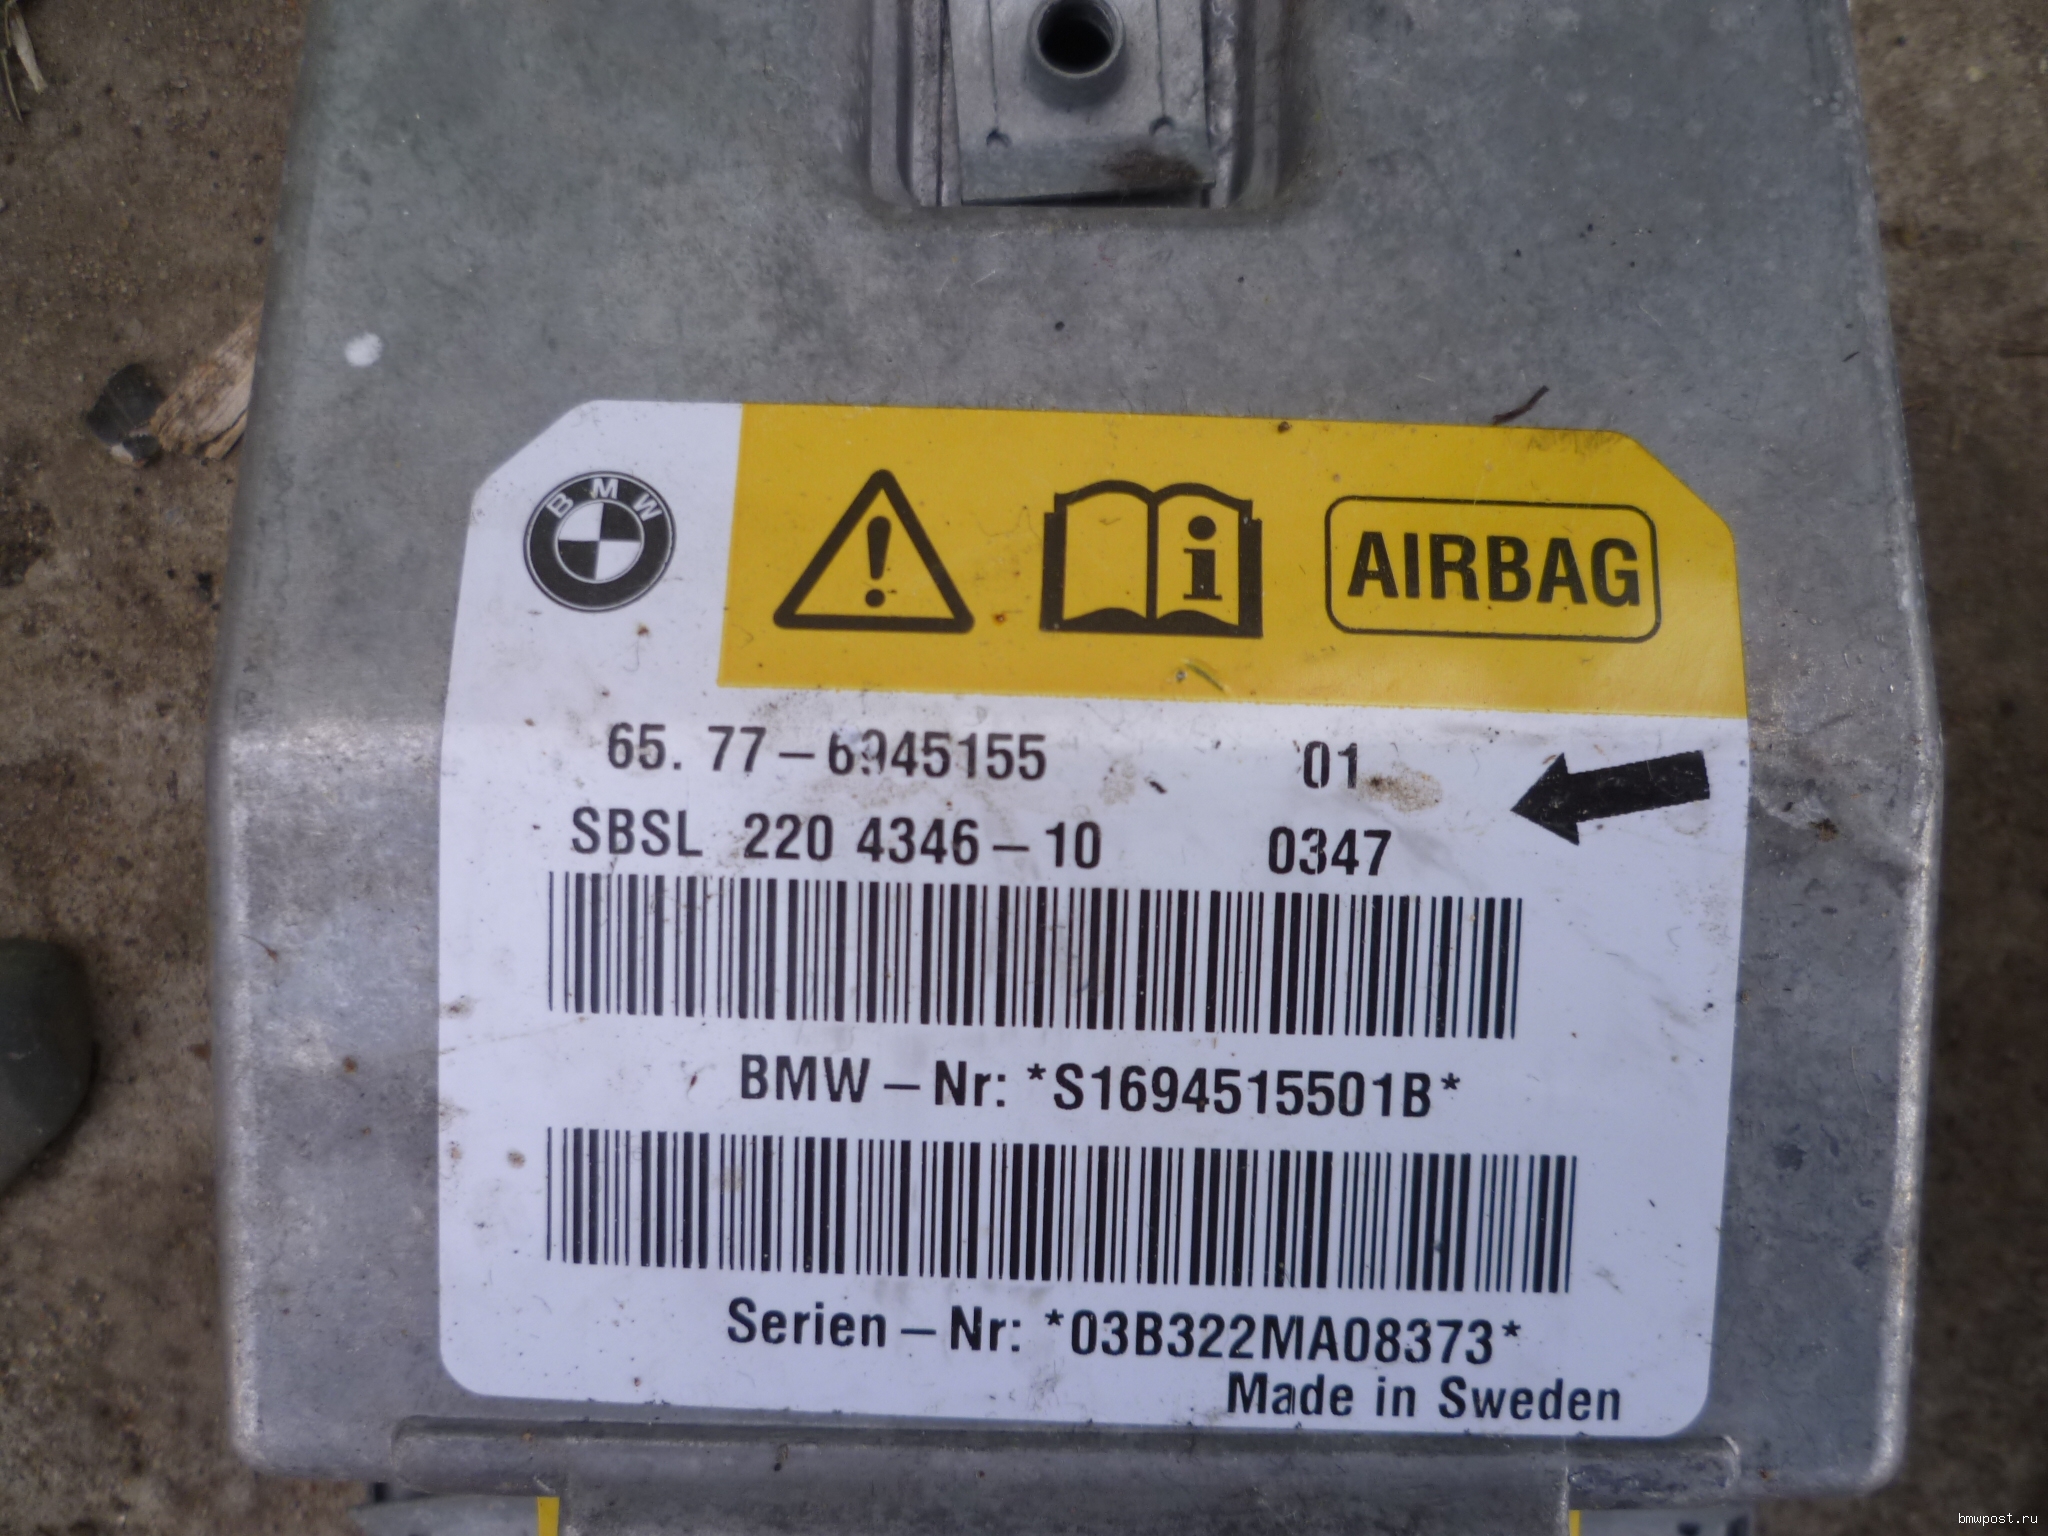 BMW
AIRBAG
65. 77-6945155 01
SBSL 220 4346-10 0347
BMW-Nr: *S1694515501B*
Serien-Nr: *03B322MA08373*
Made in Sweden
bmwpost.ru